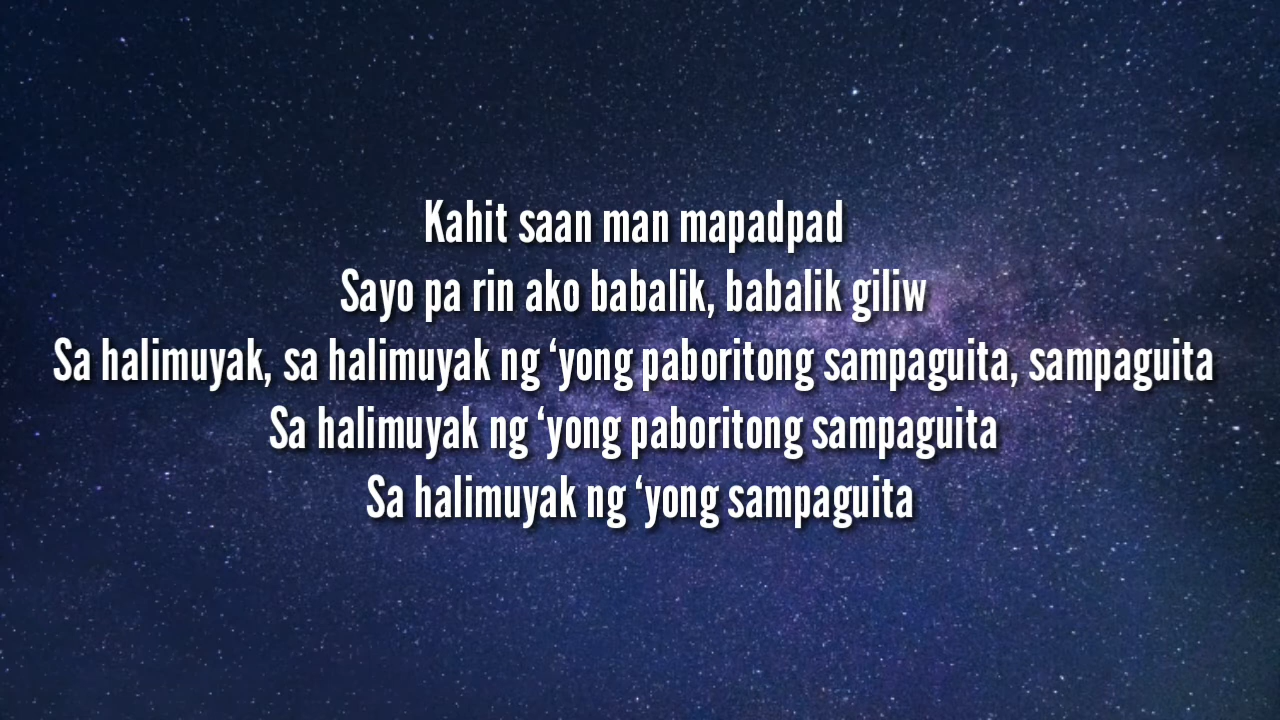 Kahit saan man mapadpad
Sayo pa rin ako babalik, babalik giliw
Sa halimuyak, sa halimuyak ng ‘yong paboritong sampaguita, sampaguita
Sa halimuyak ng ‘yong paboritong sampaguita
Sa halimuyak ng ‘yong sampaguita